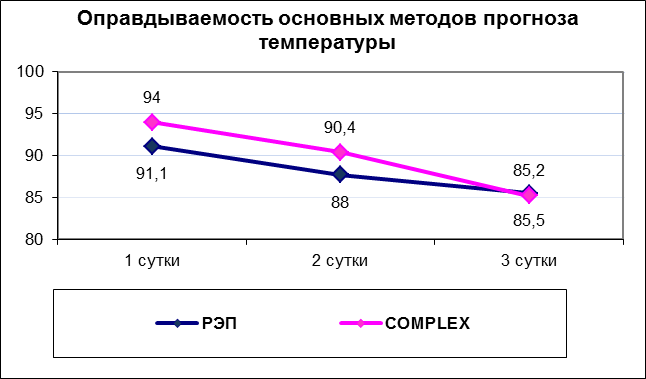 Оправдываемость основных методов прогноза
температуры
100
95
90
85
80
94
90,4
85,2
91,1
88
85,5
1 сутки
2 сутки
3 сутки
РЭП
COMPLEX